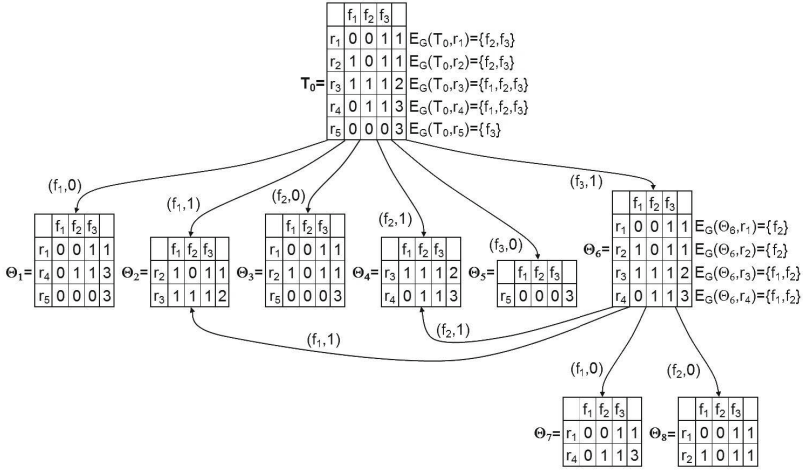 f₁ f₂ f₃
r₁ 0 0 1 1 E_G(T₀,r₁)={f₂,f₃}
r₂ 1 0 1 1 E_G(T₀,r₂)={f₂,f₃}
T₀= r₃ 1 1 1 2 E_G(T₀,r₃)={f₁,f₂,f₃}
r₄ 0 1 1 3 E_G(T₀,r₄)={f₁,f₂,f₃}
r₅ 0 0 0 3 E_G(T₀,r₅)={f₃}
(f₁,0)
(f₁,1)
(f₂,0)
(f₂,1)
(f₃,0)
(f₃,1)
f₁ f₂ f₃
r₁ 0 0 1 1
Θ₁= r₄ 0 1 1 3
r₅ 0 0 0 3
f₁ f₂ f₃
Θ₂= r₂ 1 0 1 1
r₃ 1 1 1 2
f₁ f₂ f₃
r₁ 0 0 1 1
Θ₃= r₂ 1 0 1 1
r₅ 0 0 0 3
f₁ f₂ f₃
Θ₄= r₃ 1 1 1 2
r₄ 0 1 1 3
f₁ f₂ f₃
Θ₅= r₅ 0 0 0 3
f₁ f₂ f₃
r₁ 0 0 1 1 E_G(Θ₆,r₁)={f₂}
Θ₆= r₂ 1 0 1 1 E_G(Θ₆,r₂)={f₂}
r₃ 1 1 1 2 E_G(Θ₆,r₃)={f₁,f₂}
r₄ 0 1 1 3 E_G(Θ₆,r₄)={f₁,f₂}
(f₁,1)
(f₂,1)
(f₁,0)
(f₂,0)
f₁ f₂ f₃
Θ₇= r₁ 0 0 1 1
r₄ 0 1 1 3
f₁ f₂ f₃
Θ₈= r₁ 0 0 1 1
r₂ 1 0 1 1